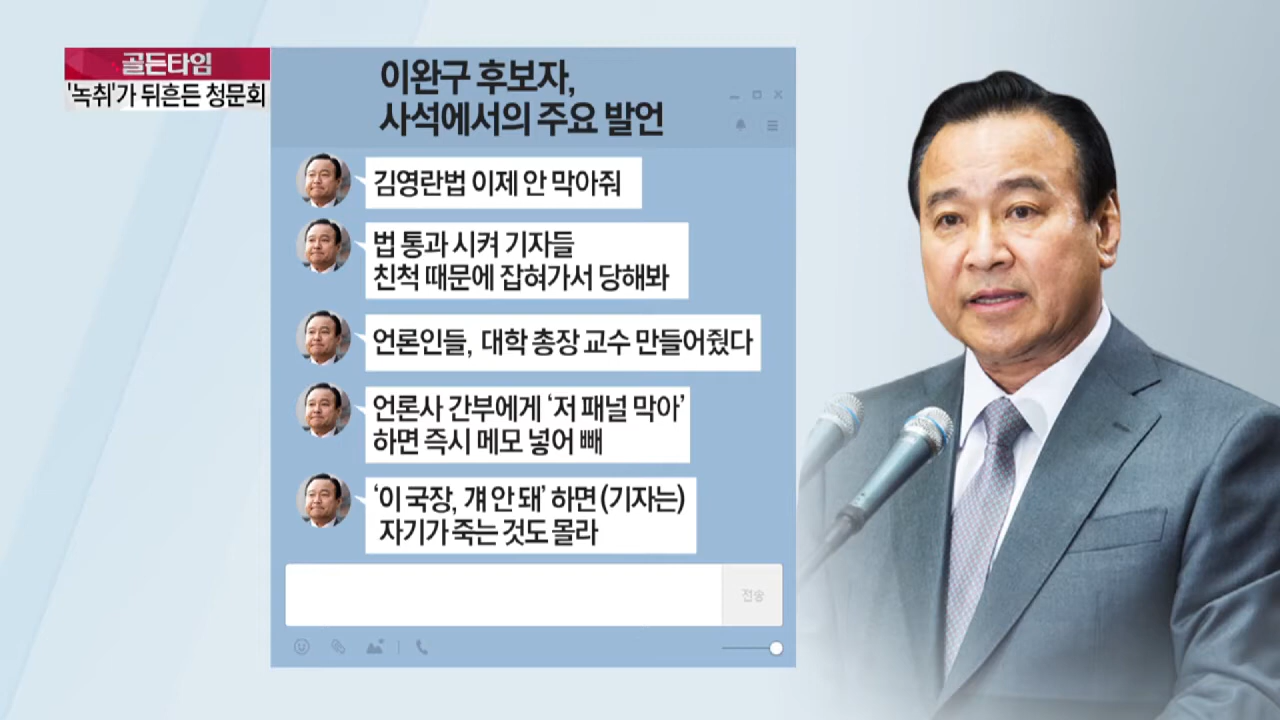 골든타임
'녹취'가 뒤흔든 청문회
이완구 후보자,
사석에서의 주요 발언
김영란법 이제 안 막아줘
법 통과 시켜 기자들
친척 때문에 잡혀가서 당해봐
언론인들, 대학 총장 교수 만들어줬다
언론사 간부에게 '저 패널 막아'
하면 즉시 메모 넣어 빼
'이 국장, 걔 안 돼' 하면 (기자는)
자기가 죽는 것도 몰라
전송